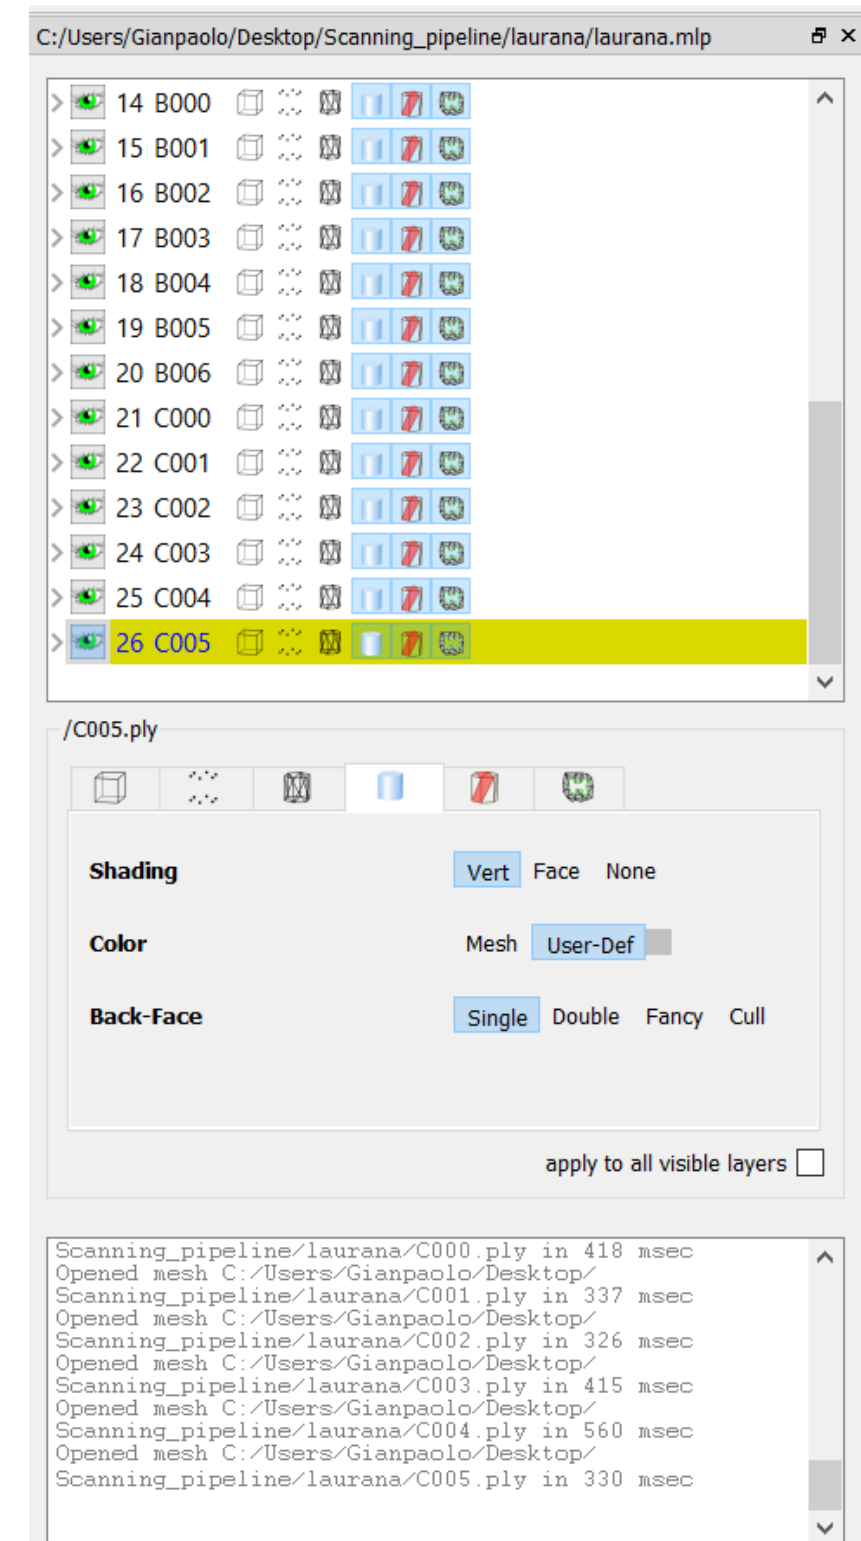 C:/Users/Gianpaolo/Desktop/Scanning_pipeline/laurana/laurana.mlp
14 B000
15 B001
16 B002
17 B003
18 B004
19 B005
20 B006
21 C000
22 C001
23 C002
24 C003
25 C004
26 C005
/C005.ply
Shading Vert Face None
Color Mesh User-Def
Back-Face Single Double Fancy Cull
apply to all visible layers
Scanning_pipeline/laurana/C000.ply in 418 msec
Opened mesh C:/Users/Gianpaolo/Desktop/
Scanning_pipeline/laurana/C001.ply in 337 msec
Opened mesh C:/Users/Gianpaolo/Desktop/
Scanning_pipeline/laurana/C002.ply in 326 msec
Opened mesh C:/Users/Gianpaolo/Desktop/
Scanning_pipeline/laurana/C003.ply in 415 msec
Opened mesh C:/Users/Gianpaolo/Desktop/
Scanning_pipeline/laurana/C004.ply in 560 msec
Opened mesh C:/Users/Gianpaolo/Desktop/
Scanning_pipeline/laurana/C005.ply in 330 msec